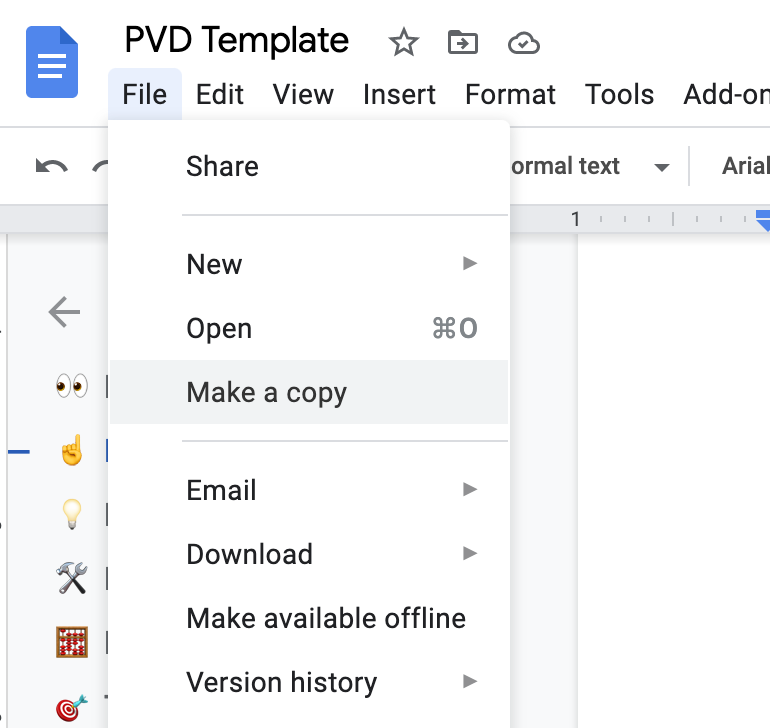 PVD Template
File Edit View Insert Format Tools Add-on
Share
ormal text
Arial
1
New
Open ⌘O
Make a copy
Email
Download
Make available offline
Version history